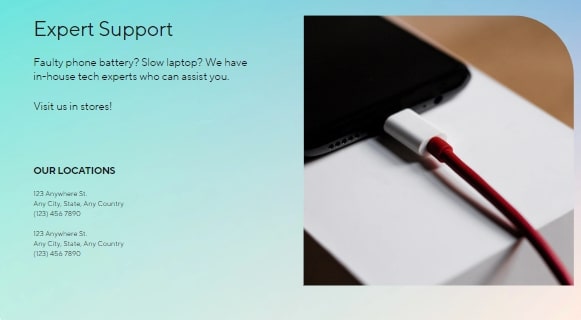 Expert Support
Faulty phone battery? Slow laptop? We have
in-house tech experts who can assist you.
Visit us in stores!
OUR LOCATIONS
123 Anywhere St.
Any City, State, Any Country
(123) 456 7890
123 Anywhere St.
Any City, State, Any Country
(123) 456 7890